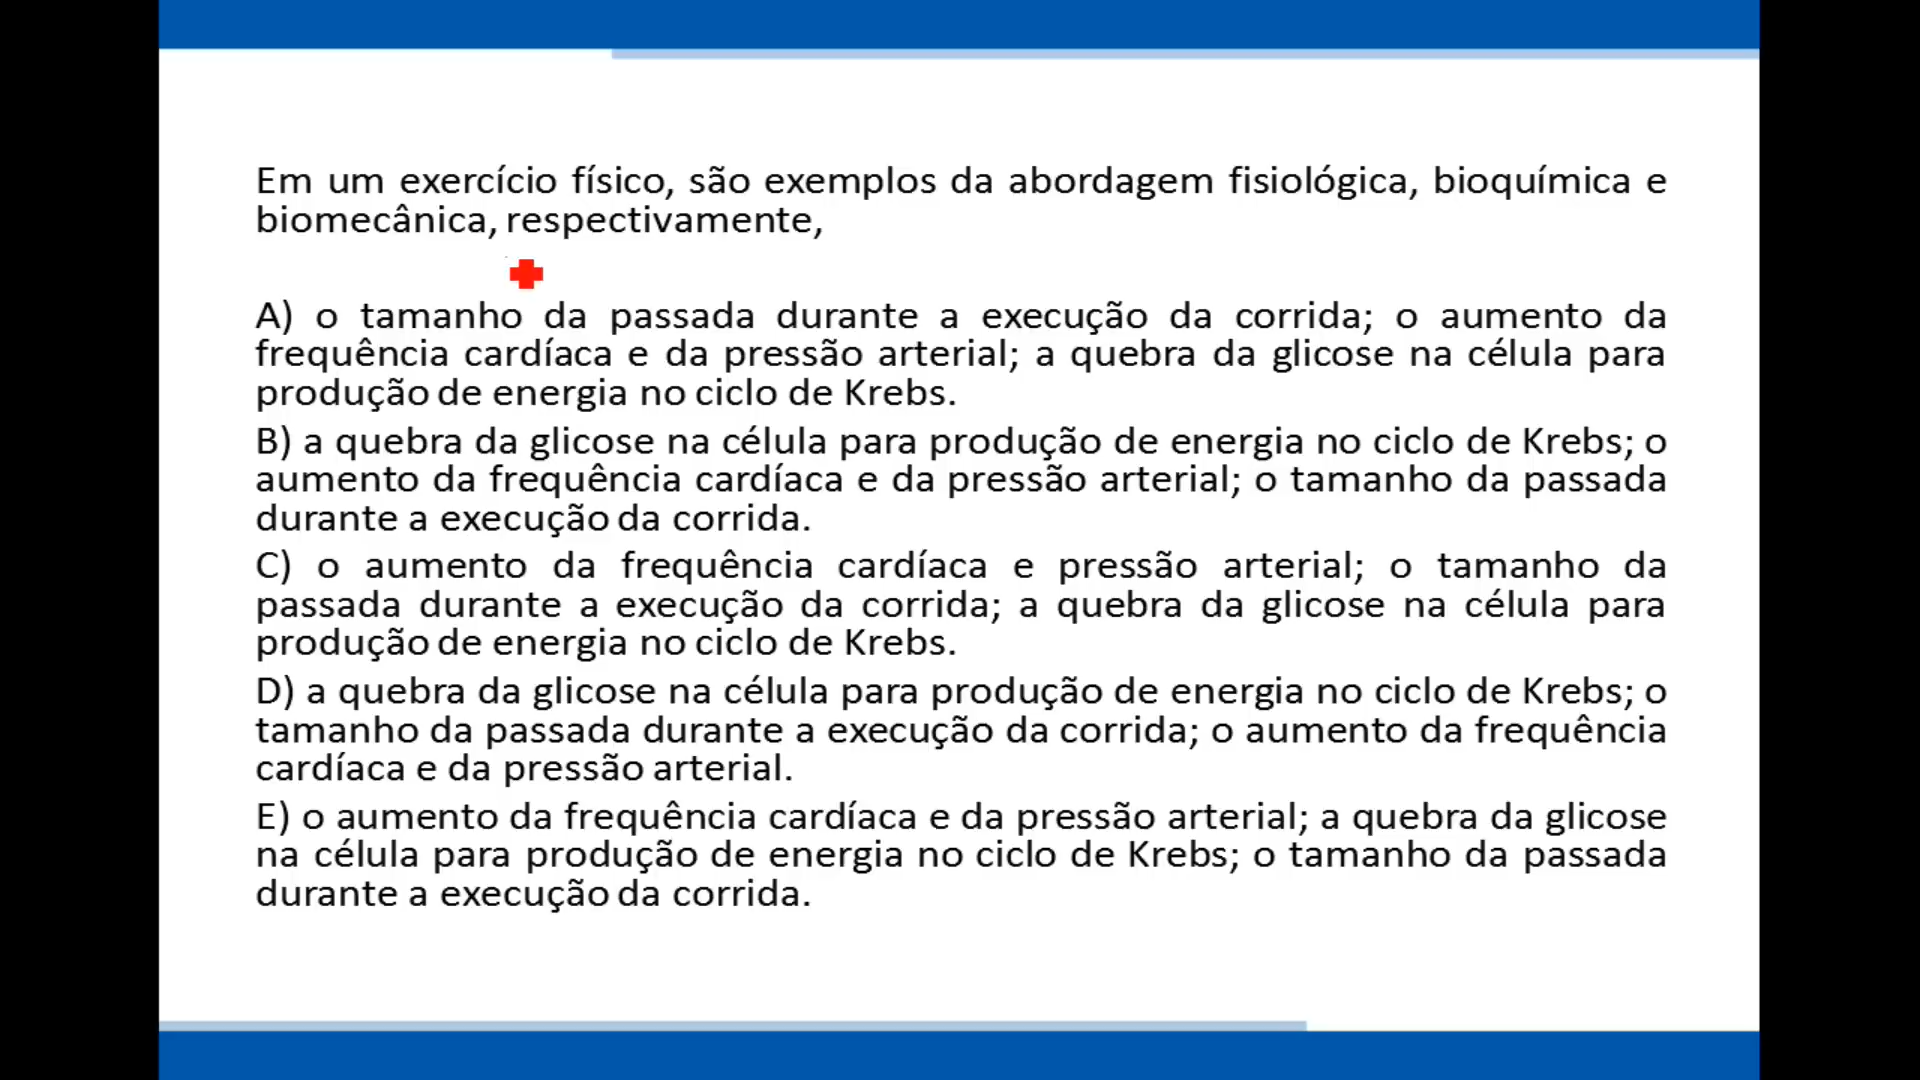 Em um exercício físico, são exemplos da abordagem fisiológica, bioquímica e
biomecânica, respectivamente,
A) o tamanho da passada durante a execução da corrida; o aumento da
frequência cardíaca e da pressão arterial; a quebra da glicose na célula para
produção de energia no ciclo de Krebs.
B) a quebra da glicose na célula para produção de energia no ciclo de Krebs; o
aumento da frequência cardíaca e da pressão arterial; o tamanho da passada
durante a execução da corrida.
C) o aumento da frequência cardíaca e pressão arterial; o tamanho da
passada durante a execução da corrida; a quebra da glicose na célula para
produção de energia no ciclo de Krebs.
D) a quebra da glicose na célula para produção de energia no ciclo de Krebs; o
tamanho da passada durante a execução da corrida; o aumento da frequência
cardíaca e da pressão arterial.
E) o aumento da frequência cardíaca e da pressão arterial; a quebra da glicose
na célula para produção de energia no ciclo de Krebs; o tamanho da passada
durante a execução da corrida.